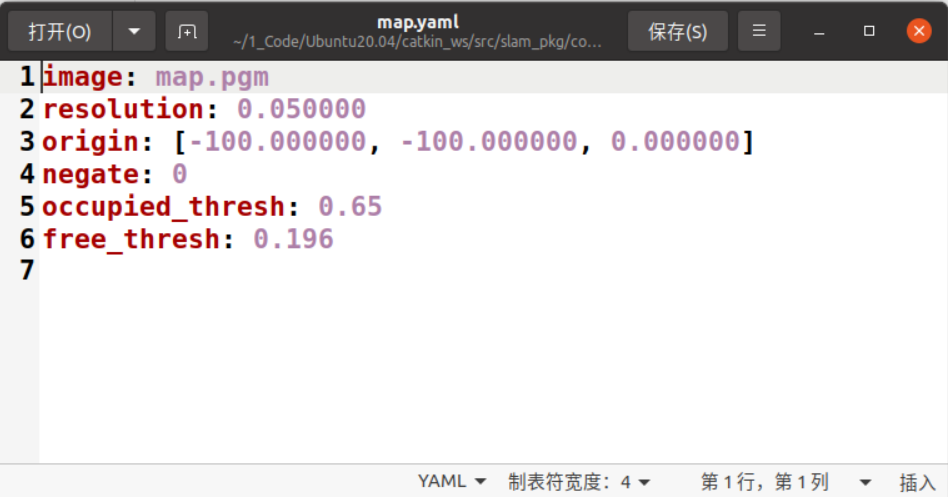 打开(O)
map.yaml
~/1_Code/Ubuntu20.04/catkin_ws/src/slam_pkg/co...
保存(S)
1 image: map.pgm
2 resolution: 0.050000
3 origin: [-100.000000, -100.000000, 0.000000]
4 negate: 0
5 occupied_thresh: 0.65
6 free_thresh: 0.196
7
YAML 制表符宽度: 4 第 1 行，第 1 列 插入